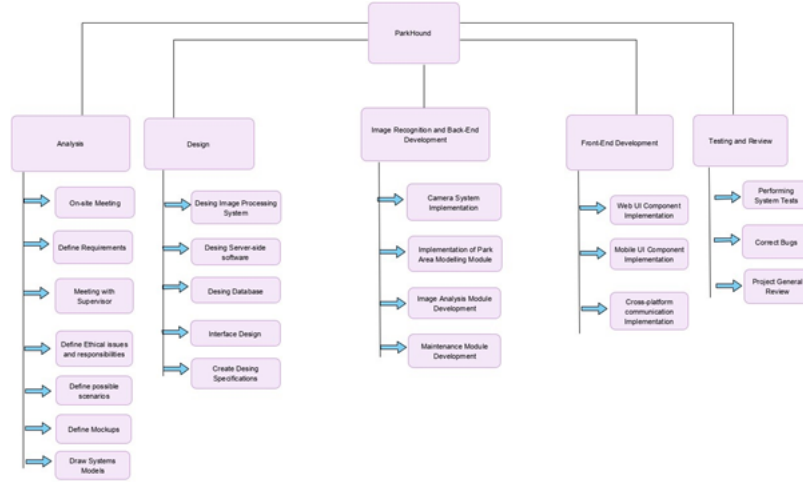 ParkHound
Analysis
On-site Meeting
Define Requirements
Meeting with
Supervisor
Define Ethical issues
and responsibilities
Define possible
scenarios
Define Mockups
Draw Systems
Models
Design
Desing Image Processing
System
Desing Server-side
software
Desing Database
Interface Design
Create Desing
Specifications
Image Recognition and Back-End
Development
Camera System
Implementation
Implementation of Park
Area Modelling Module
Image Analysis Module
Development
Maintenance Module
Development
Front-End Development
Web UI Component
Implementation
Mobile UI Component
Implementation
Cross-platform
communication
Implementation
Testing and Review
Performing
System Tests
Correct Bugs
Project General
Review